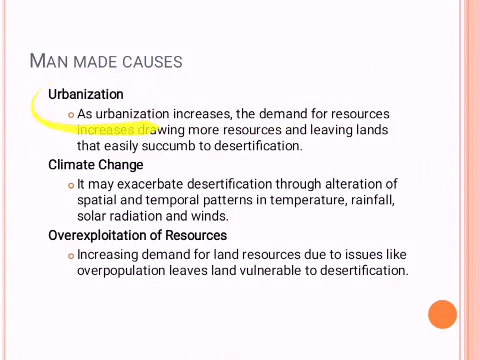 MAN MADE CAUSES
Urbanization
As urbanization increases, the demand for resources
increases drawing more resources and leaving lands
that easily succumb to desertification.
Climate Change
It may exacerbate desertification through alteration of
spatial and temporal patterns in temperature, rainfall,
solar radiation and winds.
Overexploitation of Resources
Increasing demand for land resources due to issues like
overpopulation leaves land vulnerable to desertification.